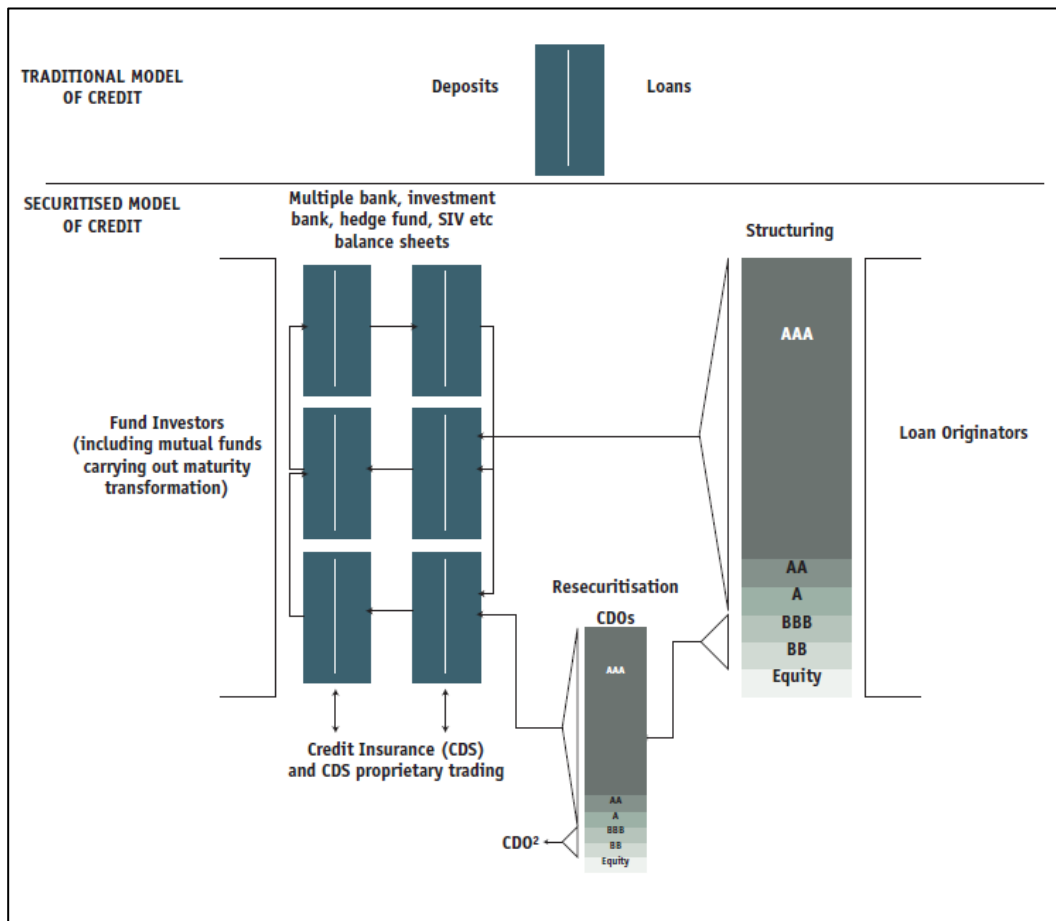 TRADITIONAL MODEL
OF CREDIT
Deposits
Loans
SECURITISED MODEL
OF CREDIT
Multiple bank, investment
bank, hedge fund, SIV etc
balance sheets
Structuring
AAA
AA
A
BBB
BB
Equity
Fund Investors
(including mutual funds
carrying out maturity
transformation)
Loan Originators
Resecuritisation
CDOs
AAA
AA
A
BBB
BB
Equity
Credit Insurance (CDS)
and CDS proprietary trading
CDO²